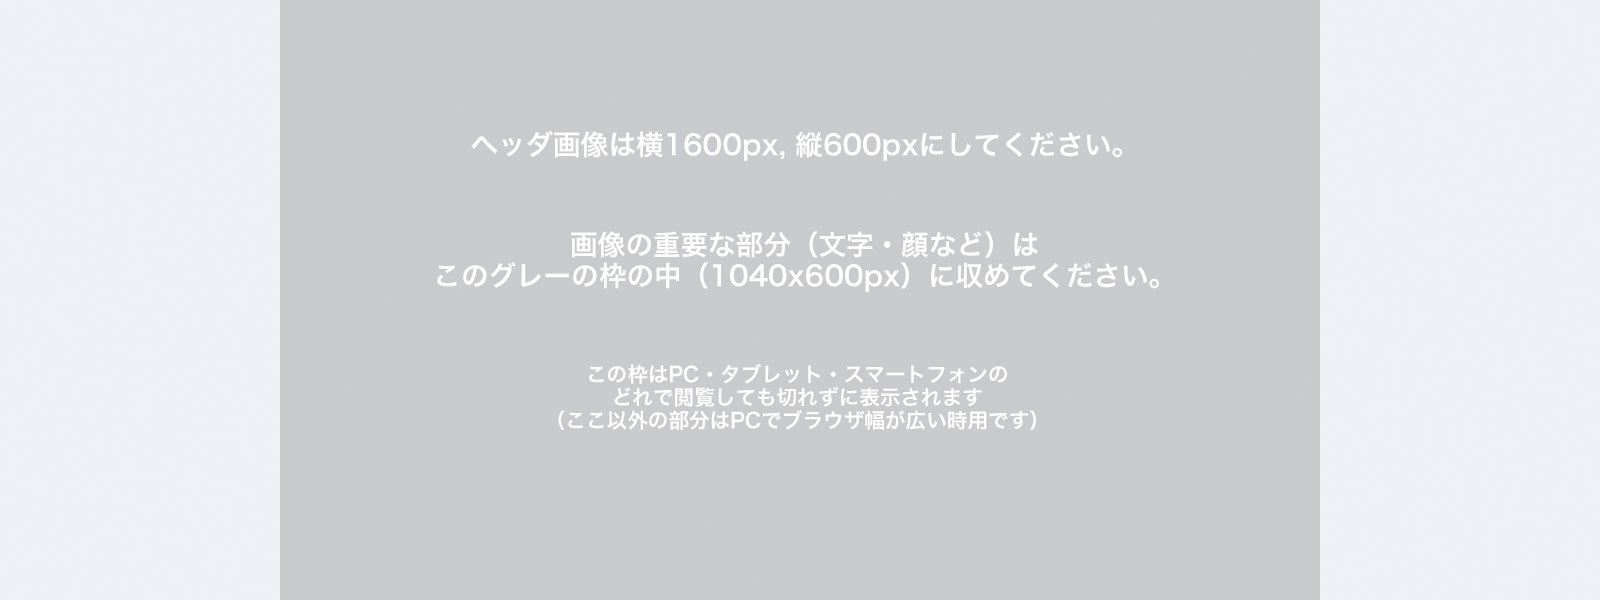 ヘッダ画像は横1600px, 縦600pxにしてください。
画像の重要な部分（文字・顔など）は
このグレーの枠の中（1040x600px）に収めてください。
この枠はPC・タブレット・スマートフォンの
どれで閲覧しても切れずに表示されます
（ここ以外の部分はPCでブラウザ幅が広い時用です）